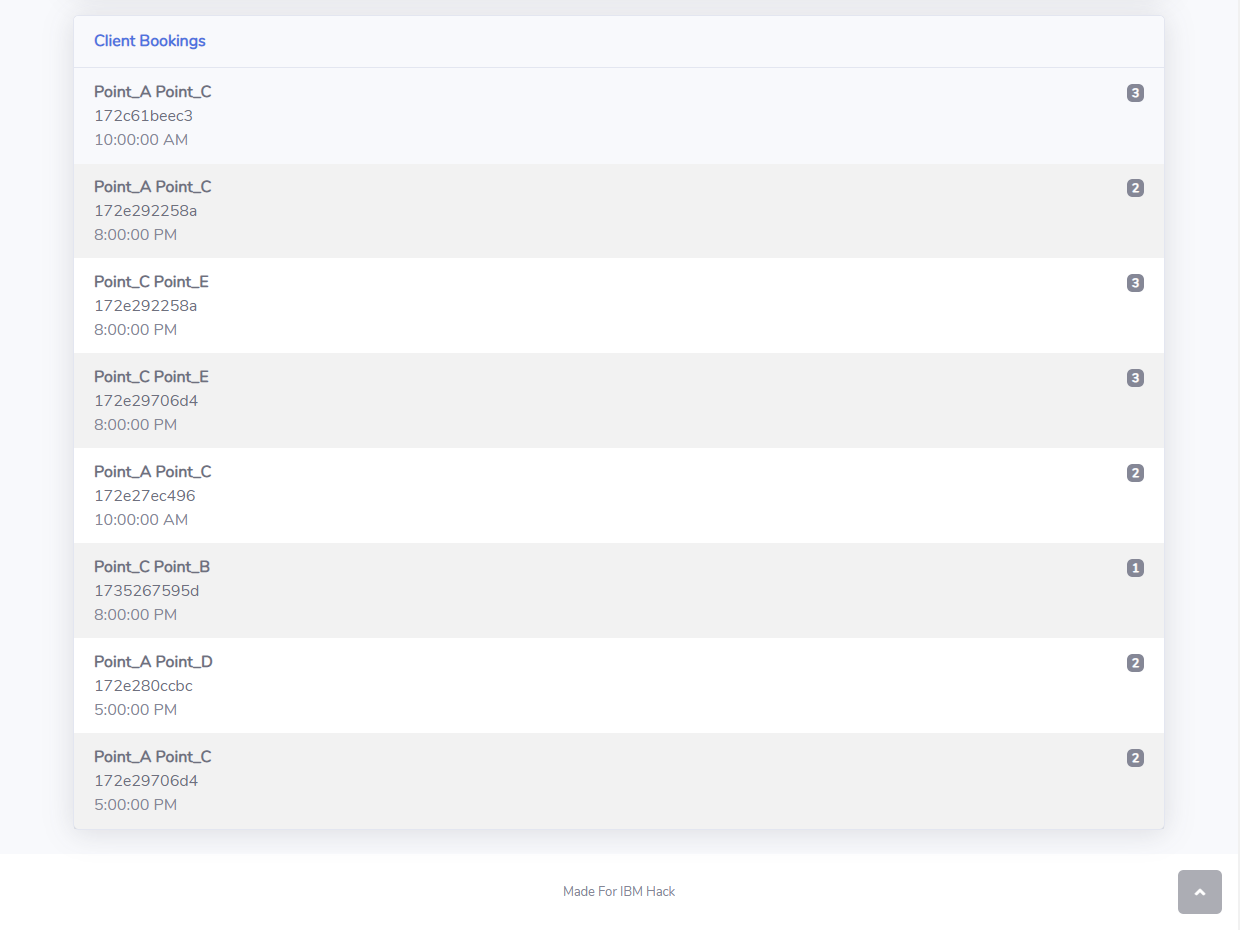 Client Bookings
Point_A Point_C
3
172c61beec3
10:00:00 AM
Point_A Point_C
2
172e292258a
8:00:00 PM
Point_C Point_E
3
172e292258a
8:00:00 PM
Point_C Point_E
3
172e29706d4
8:00:00 PM
Point_A Point_C
2
172e27ec496
10:00:00 AM
Point_C Point_B
1
1735267595d
8:00:00 PM
Point_A Point_D
2
172e280ccbc
5:00:00 PM
Point_A Point_C
2
172e29706d4
5:00:00 PM
Made For IBM Hack